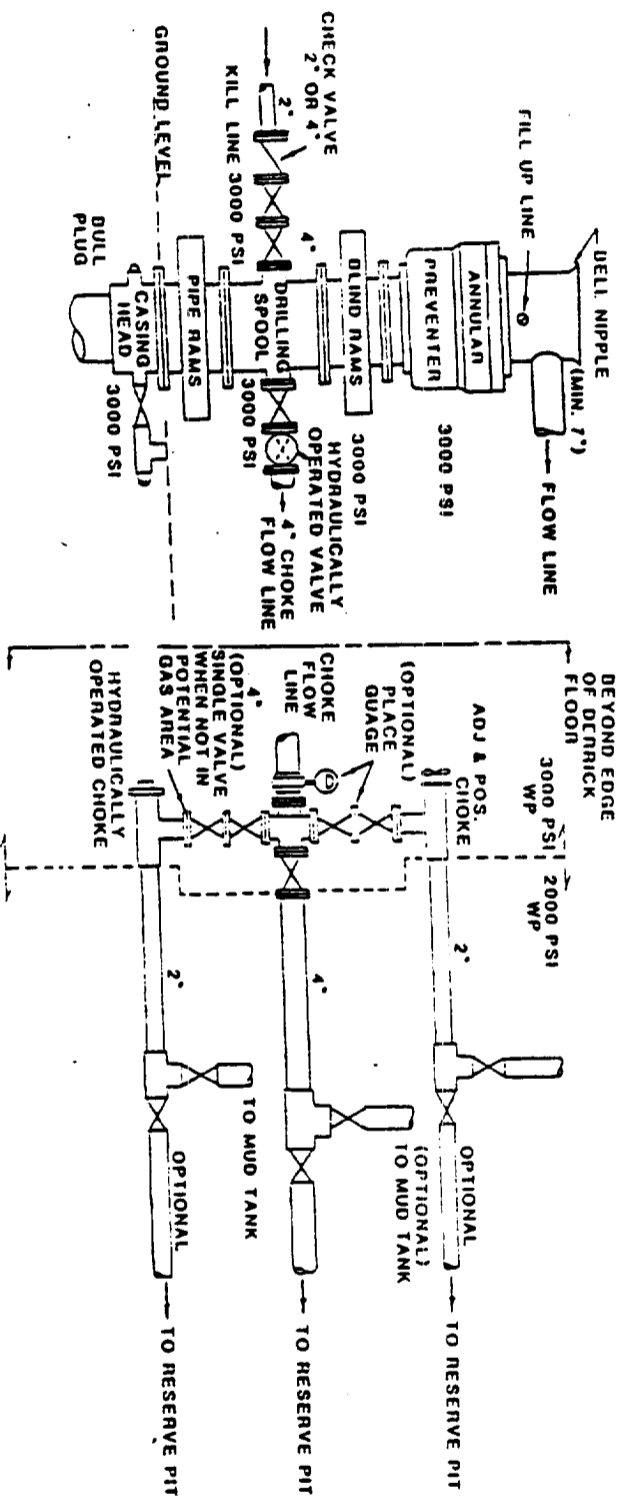 BELL NIPPLE
(MIN. 7")
FILL UP LINE
FLOW LINE
ANNULAR
PREVENTER
3000 PSI
BLIND RAMS
3000 PSI
CHECK VALVE
2" OR 4"
2"
4"
KILL LINE 3000 PSI
DRILLING
SPOOL
3000 PSI
HYDRAULICALLY
OPERATED VALVE
4" CHOKE
FLOW LINE
PIPE RAMS
GROUND LEVEL
CASING
HEAD
3000 PSI
BULL
PLUG
BEYOND EDGE
OF DERRICK
FLOOR
3000 PSI
WP
2000 PSI
WP
ADJ & POS.
CHOKE
2"
OPTIONAL
TO RESERVE PIT
(OPTIONAL)
TO MUD TANK
(OPTIONAL)
PLACE
GUAGE
CHOKE
FLOW
LINE
4"
4"
TO RESERVE PIT
(OPTIONAL)
SINGLE VALVE
WHEN NOT IN
POTENTIAL
GAS AREA
HYDRAULICALLY
OPERATED CHOKE
2"
TO MUD TANK
OPTIONAL
TO RESERVE PIT